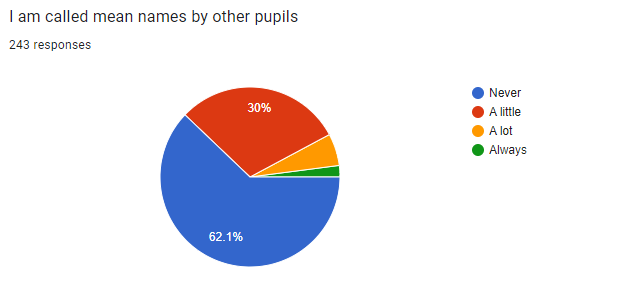 I am called mean names by other pupils
243 responses
30%
62.1%
Never
A little
A lot
Always